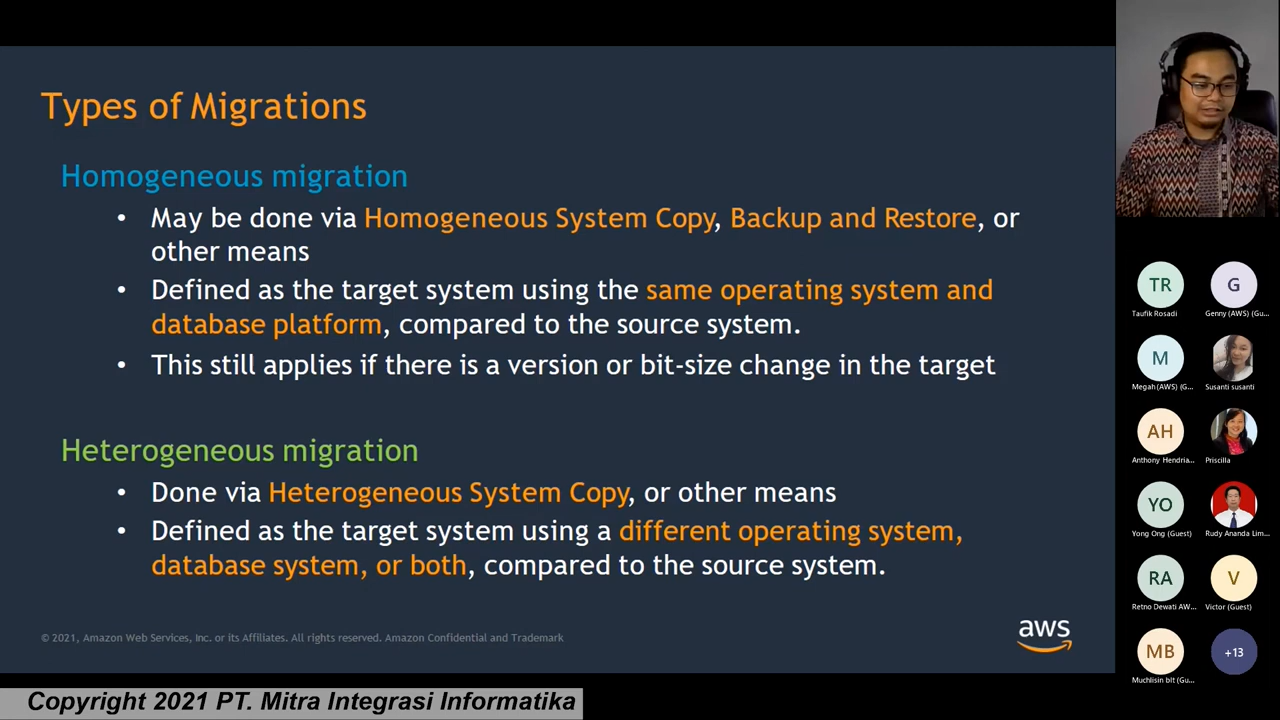 Types of Migrations
Homogeneous migration
• May be done via Homogeneous System Copy, Backup and Restore, or
other means
• Defined as the target system using the same operating system and
database platform, compared to the source system.
• This still applies if there is a version or bit-size change in the target
Heterogeneous migration
• Done via Heterogeneous System Copy, or other means
• Defined as the target system using a different operating system,
database system, or both, compared to the source system.
© 2021, Amazon Web Services, Inc. or its Affiliates. All rights reserved. Amazon Confidential and Trademark
aws
TR
G
Taufik Rosadi
Genny (AWS) (Gu...
M
Megah (AWS) (G...
Susanti susanti
AH
Anthony Hendria...
Priscilla
YO
Yong Ong (Guest)
Rudy Ananda Lim...
RA
V
Retno Dewati AW...
Victor (Guest)
MB
+13
Muchlisin blt (Gu...
Copyright 2021 PT. Mitra Integrasi Informatika